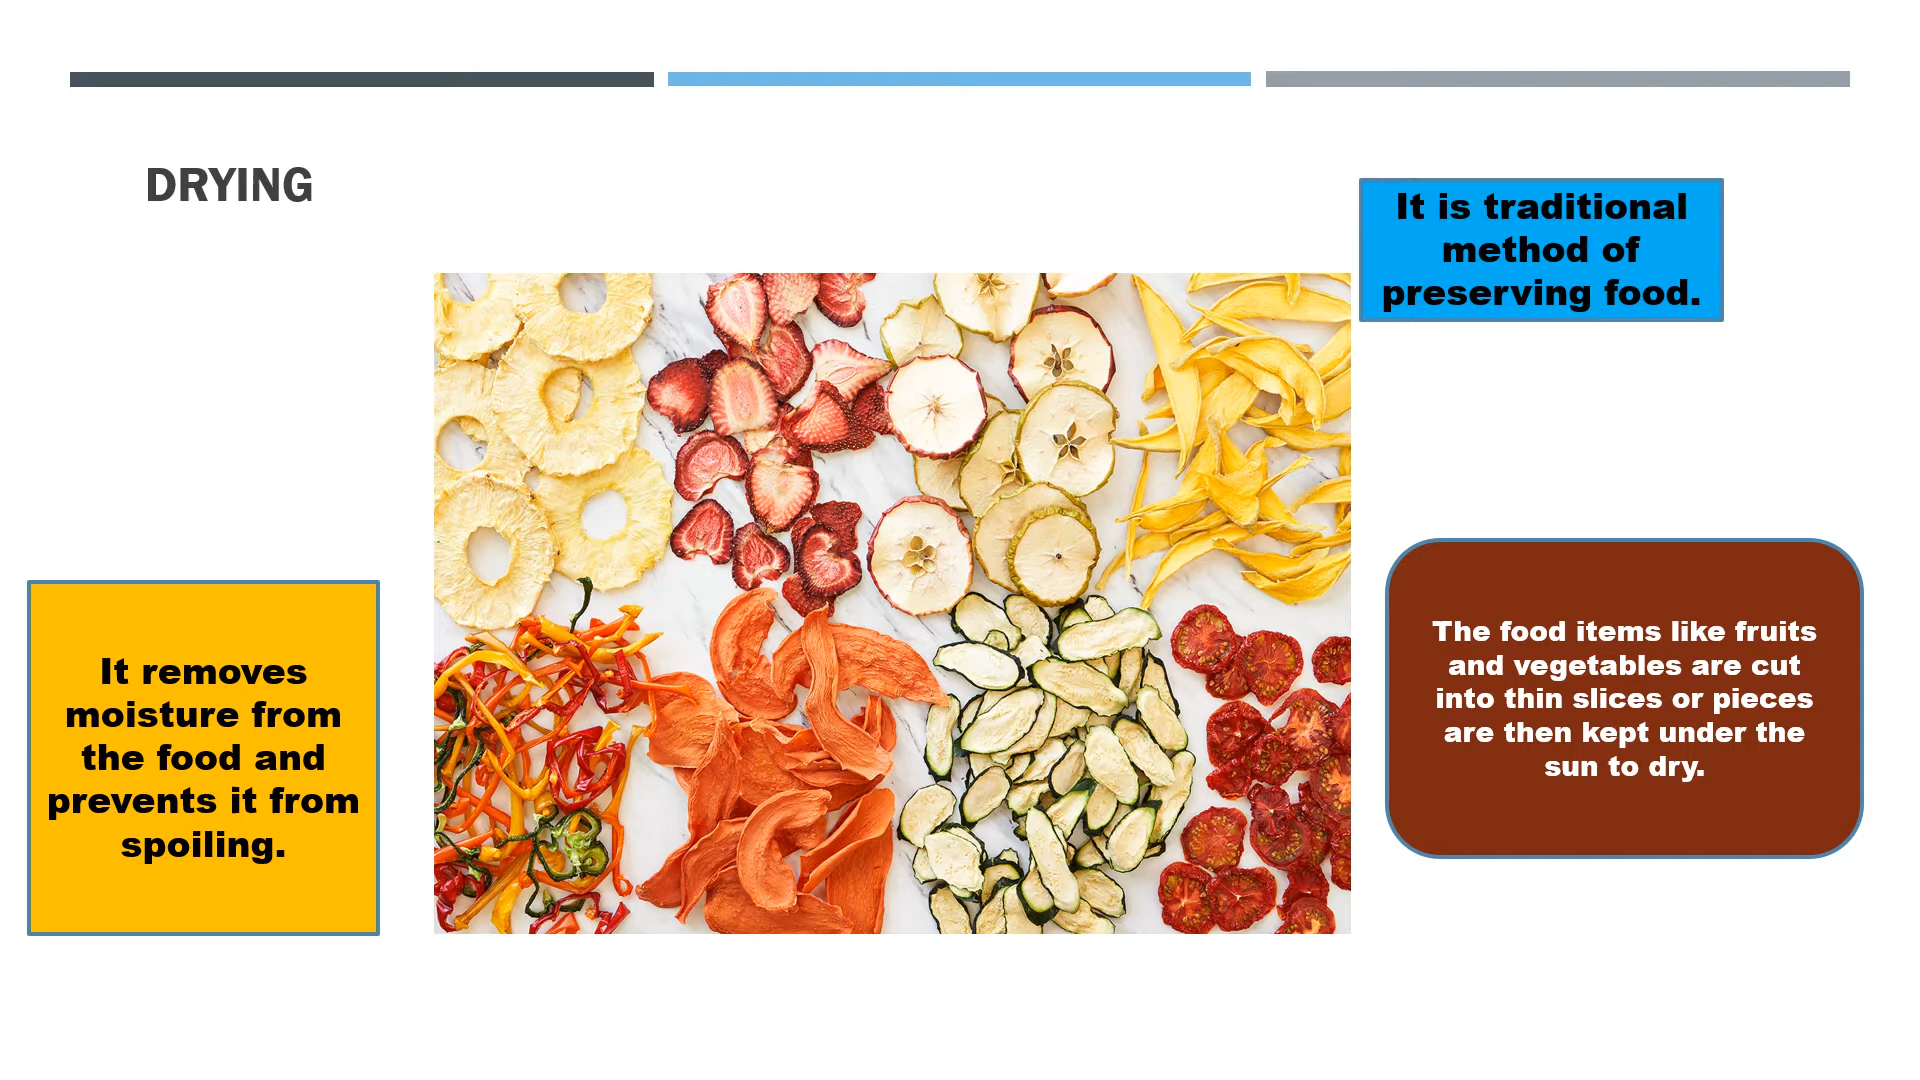 DRYING
It is traditional
method of
preserving food.
It removes
moisture from
the food and
prevents it from
spoiling.
The food items like fruits
and vegetables are cut
into thin slices or pieces
are then kept under the
sun to dry.